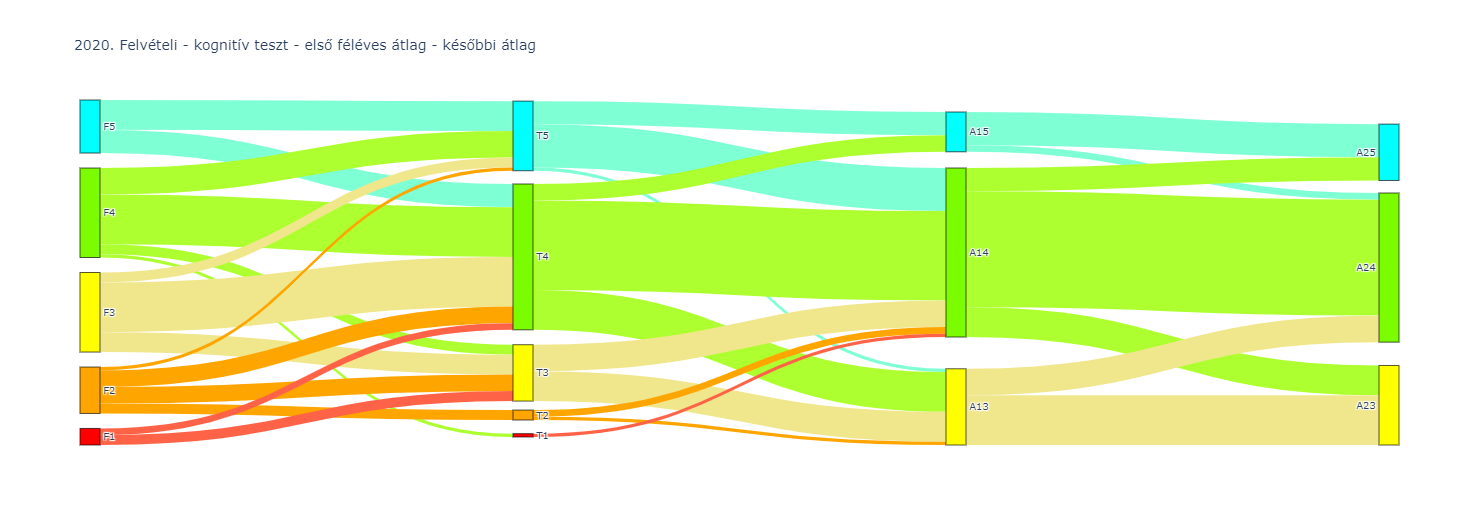 2020. Felvételi - kognitív teszt - első féléves átlag - későbbi átlag
F5
F4
F3
F2
F1
T5
T4
T3
T2
T1
A15
A14
A13
A25
A24
A23